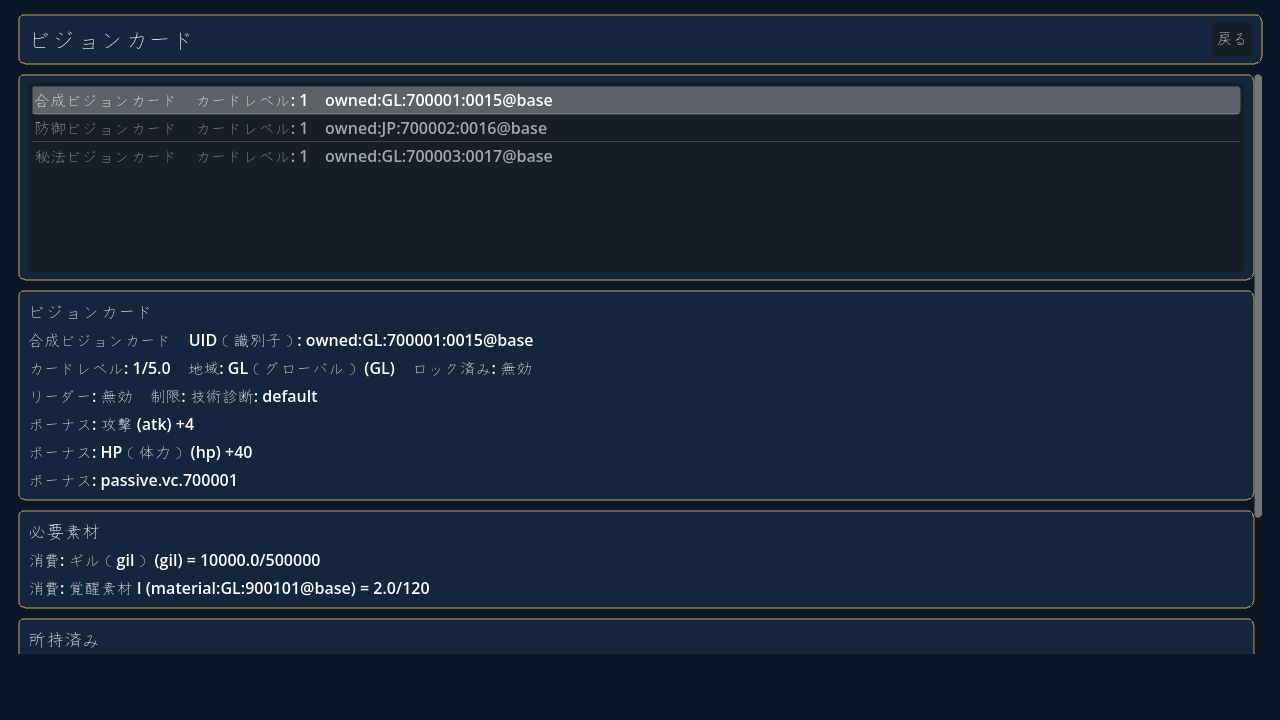 ビジョンカード
戻る
合成ビジョンカード カードレベル: 1 owned:GL:700001:0015@base
防御ビジョンカード カードレベル: 1 owned:JP:700002:0016@base
秘法ビジョンカード カードレベル: 1 owned:GL:700003:0017@base
ビジョンカード
合成ビジョンカード UID（識別子）: owned:GL:700001:0015@base
カードレベル: 1/5.0 地域: GL（グローバル）(GL) ロック済み: 無効
リーダー: 無効 制限: 技術診断: default
ボーナス: 攻撃 (atk) +4
ボーナス: HP（体力）(hp) +40
ボーナス: passive.vc.700001
必要素材
消費: ギル（gil）(gil) = 10000.0/500000
消費: 覚醒素材 I (material:GL:900101@base) = 2.0/120
所持済み